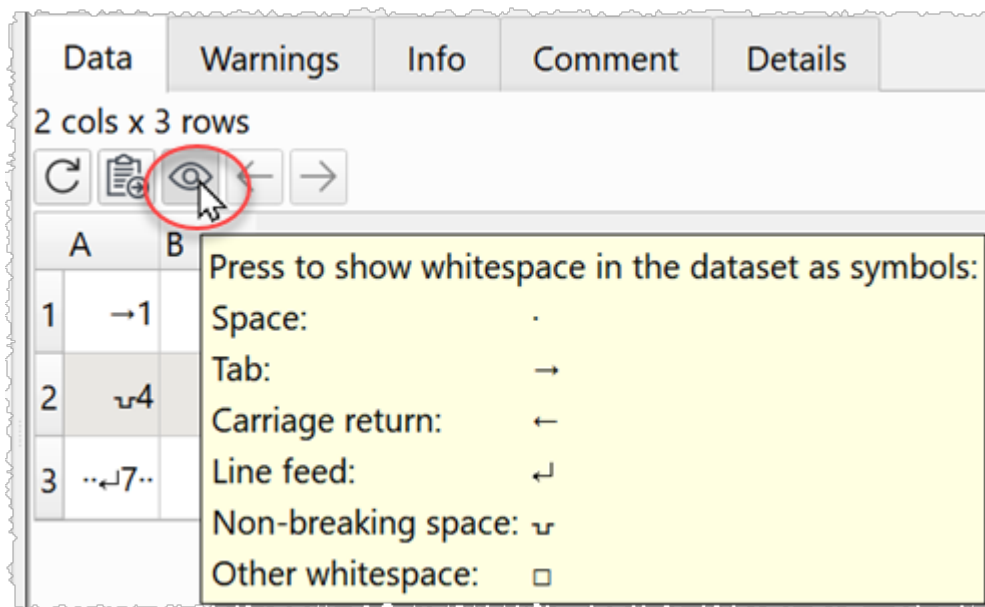 Data Warnings Info Comment Details
2 cols x 3 rows
A B
Press to show whitespace in the dataset as symbols:
1 →1
Space: ·
Tab: →
2 ⍽4
Carriage return: ←
Line feed: ↵
3 ··↵7··
Non-breaking space: ⍽
Other whitespace: □